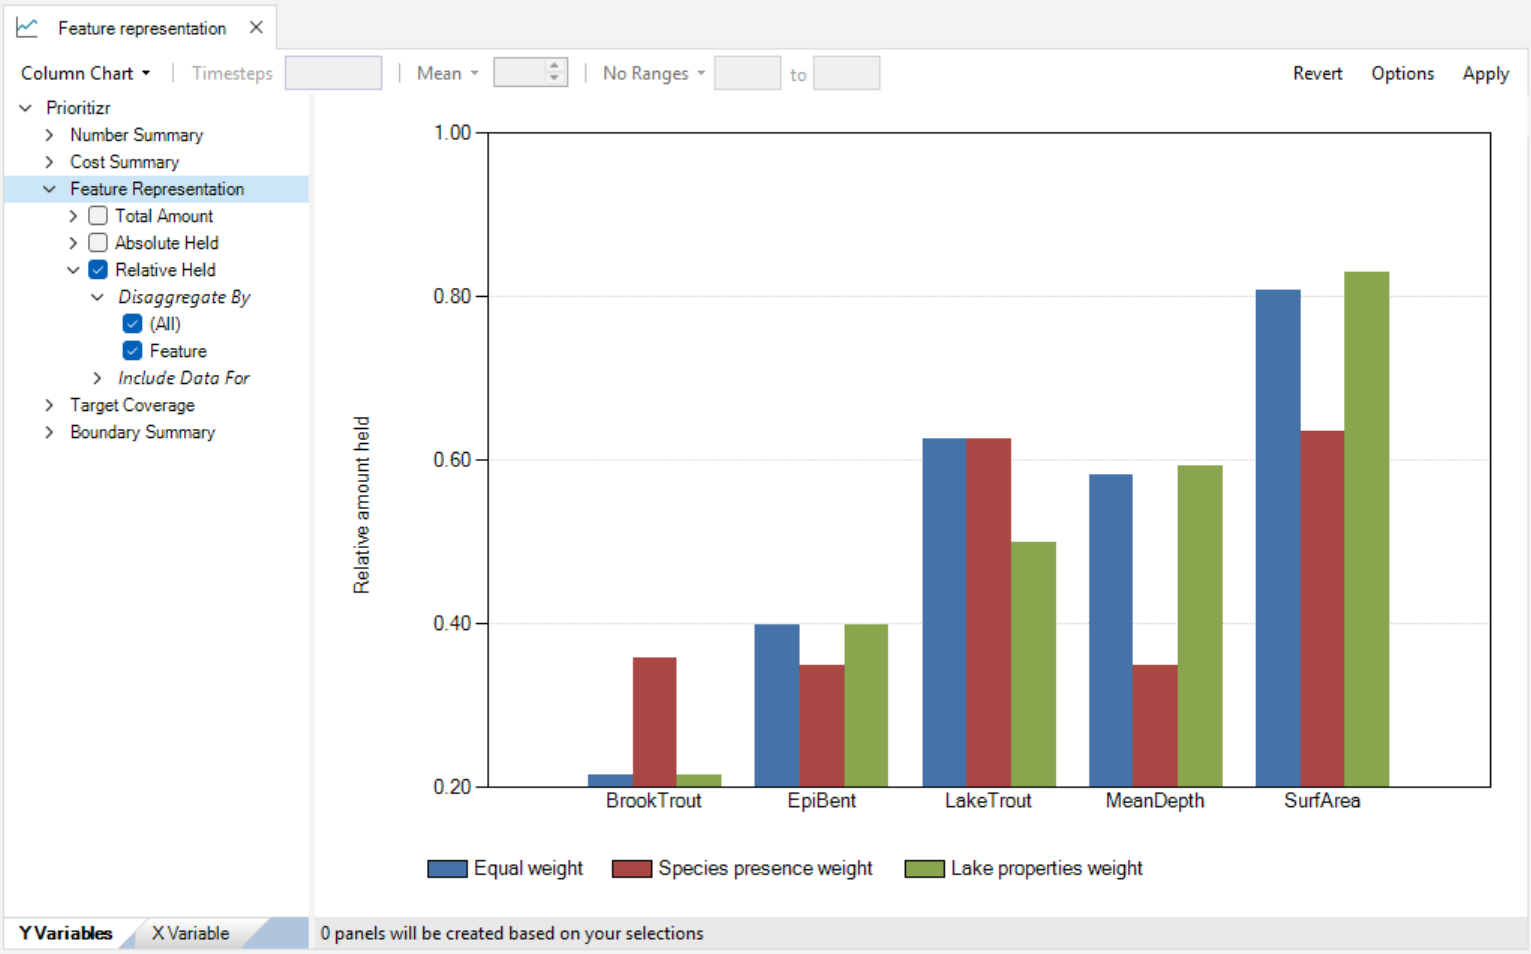 Feature representation
Column Chart Timesteps Mean No Ranges to Revert Options Apply
Prioritizr
Number Summary
Cost Summary
Feature Representation
Total Amount
Absolute Held
Relative Held
Disaggregate By
(All)
Feature
Include Data For
Target Coverage
Boundary Summary
Relative amount held
1.00
0.80
0.60
0.40
0.20
BrookTrout EpiBent LakeTrout MeanDepth SurfArea
Equal weight Species presence weight Lake properties weight
Y Variables X Variable 0 panels will be created based on your selections